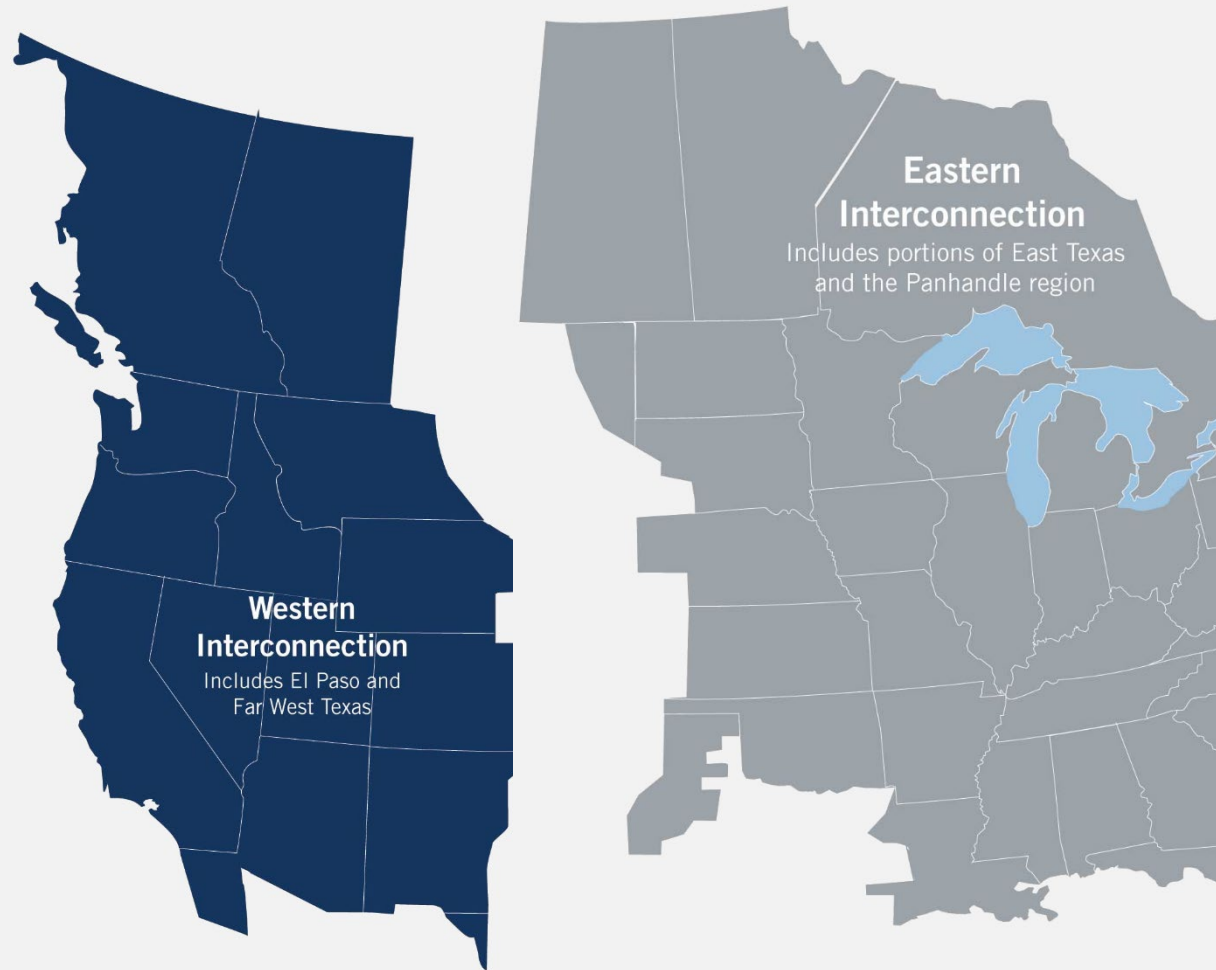 Eastern
Interconnection
Includes portions of East Texas
and the Panhandle region
Western
Interconnection
Includes El Paso and
Far West Texas